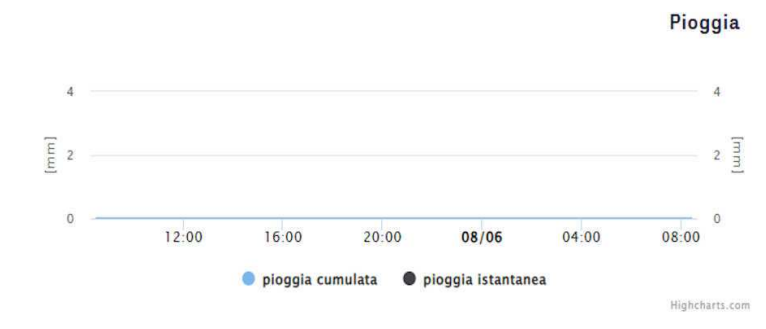 Pioggia
4 4
[mm] 2 2 [mm]
0 0
12:00 16:00 20:00 08/06 04:00 08:00
pioggia cumulata pioggia istantanea
Highcharts.com